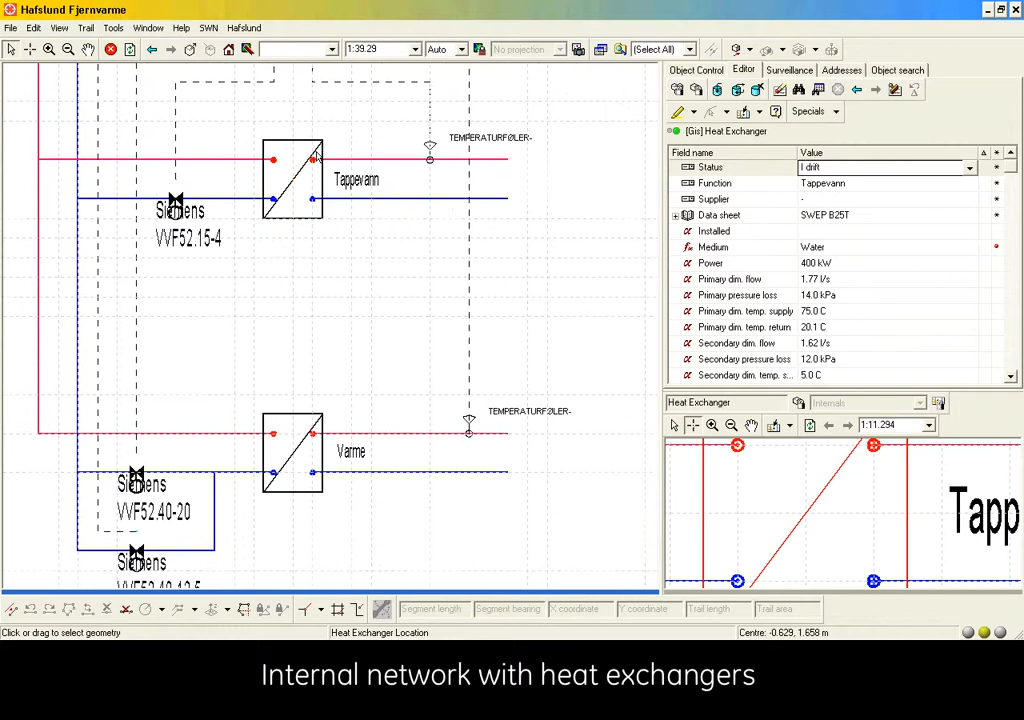 Hafslund Fjernvarme
File Edit View Trail Tools Window Help SWN Hafslund
1:39.29 Auto No projection (Select All)
TEMPERATURFØLER-
Tappevann
Siemens
VVF52.15-4
TEMPERATURFØLER-
Varme
Siemens
VVF52.40-20
Siemens
VVF52.40-12.5
Object Control Editor Surveillance Addresses Object search
Specials
[Gis] Heat Exchanger
Field name Value
Status I drift
Function Tappevann
Supplier -
Data sheet SWEP B25T
Installed
Medium Water
Power 400 kW
Primary dim. flow 1.77 l/s
Primary pressure loss 14.0 kPa
Primary dim. temp. supply 75.0 C
Primary dim. temp. return 20.1 C
Secondary dim. flow 1.62 l/s
Secondary pressure loss 12.0 kPa
Secondary dim. temp. s... 5.0 C
Heat Exchanger Internals
1:11.294
Tapp
Segment length Segment bearing X coordinate Y coordinate Trail length Trail area
Click or drag to select geometry Heat Exchanger Location Centre: -0.629, 1.658 m
Internal network with heat exchangers